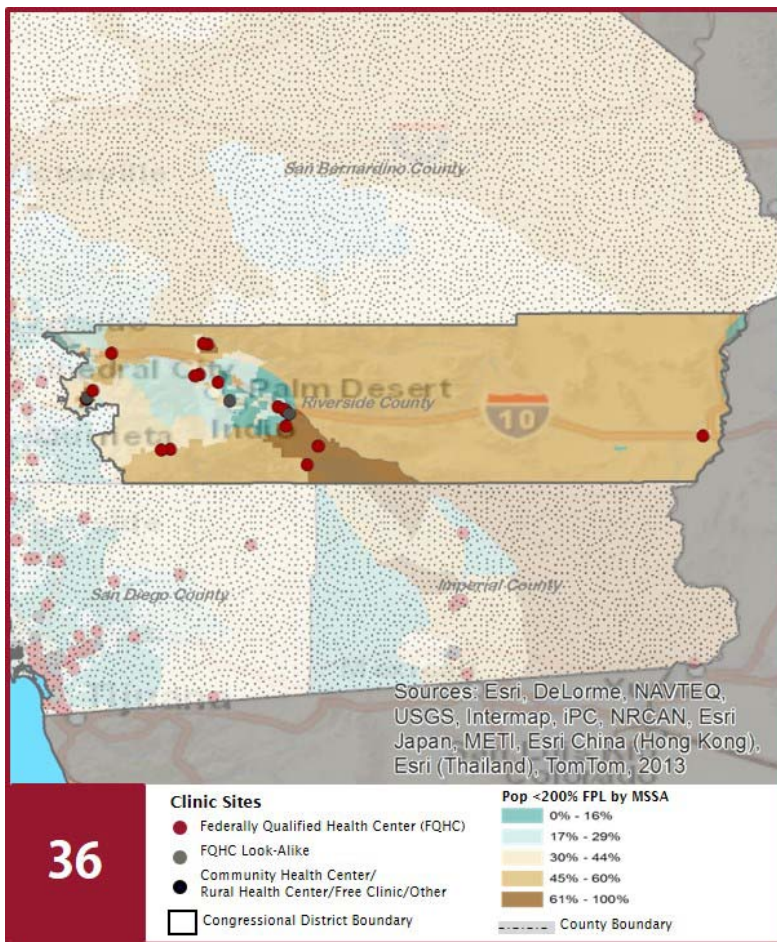 San Bernardino County
edral City
Palm Desert
Riverside County
10
Indio
San Diego County
Imperial County
Sources: Esri, DeLorme, NAVTEQ,
USGS, Intermap, iPC, NRCAN, Esri
Japan, METI, Esri China (Hong Kong),
Esri (Thailand), TomTom, 2013
36
Clinic Sites
Federally Qualified Health Center (FQHC)
FQHC Look-Alike
Community Health Center/
Rural Health Center/Free Clinic/Other
Congressional District Boundary
Pop <200% FPL by MSSA
0% - 16%
17% - 29%
30% - 44%
45% - 60%
61% - 100%
County Boundary